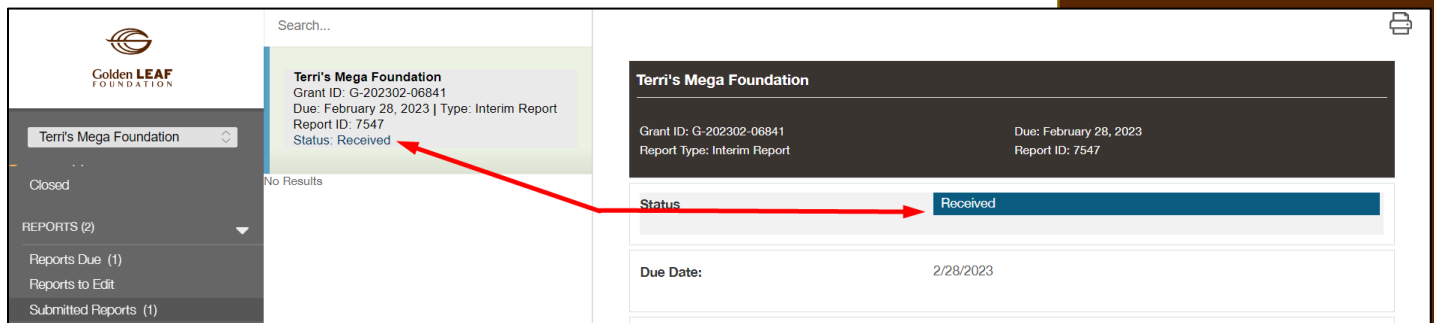 Golden LEAF
FOUNDATION
Terri's Mega Foundation
Closed
REPORTS (2)
Reports Due (1)
Reports to Edit
Submitted Reports (1)
Search...
Terri's Mega Foundation
Grant ID: G-202302-06841
Due: February 28, 2023 | Type: Interim Report
Report ID: 7547
Status: Received
No Results
Terri's Mega Foundation
Grant ID: G-202302-06841
Due: February 28, 2023
Report Type: Interim Report
Report ID: 7547
Status
Received
Due Date:
2/28/2023